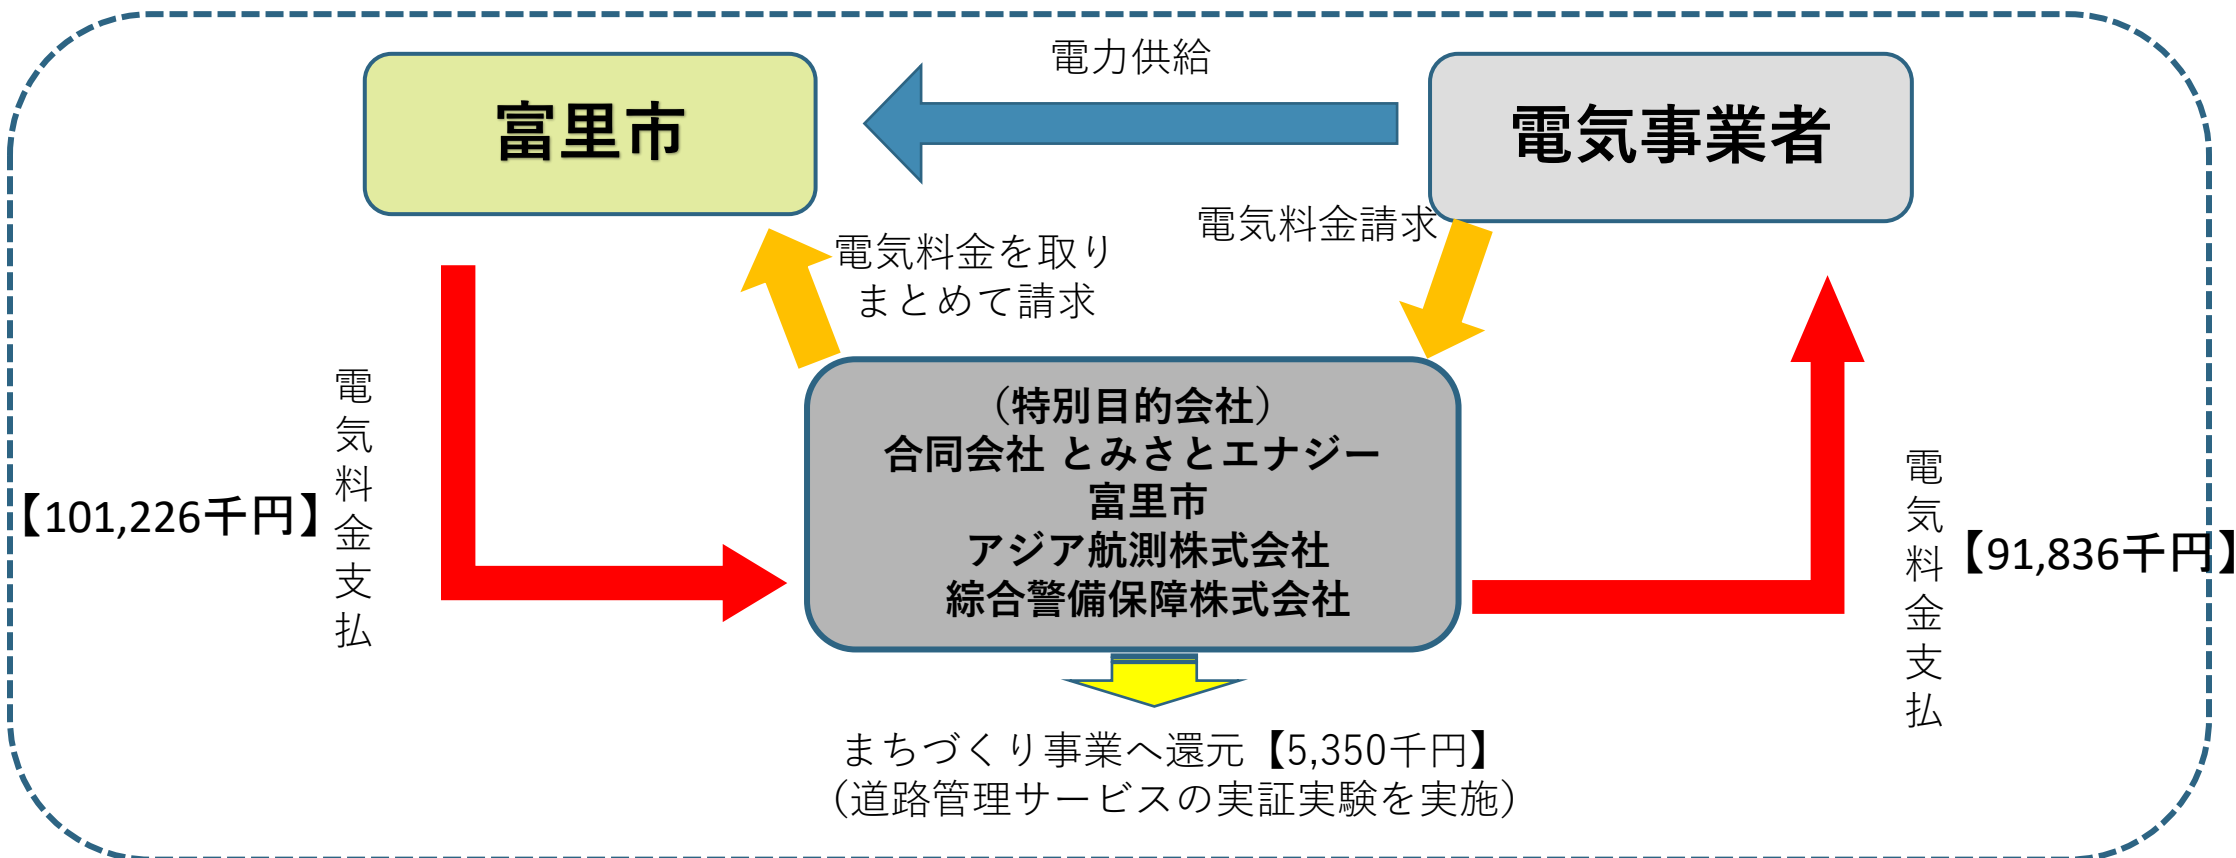 電力供給
富里市
電気事業者
電気料金請求
電気料金を取り
まとめて請求
電気料金支払
【101,226千円】
（特別目的会社）
合同会社 とみさとエナジー
富里市
アジア航測株式会社
綜合警備保障株式会社
電気料金支払
【91,836千円】
まちづくり事業へ還元【5,350千円】
（道路管理サービスの実証実験を実施）